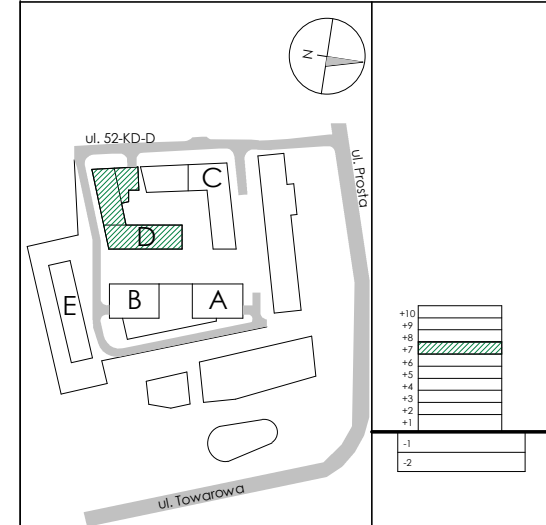 N
ul. 52-KD-D
ul. Prosta
C
D
E
B
A
ul. Towarowa
+10
+9
+8
+7
+6
+5
+4
+3
+2
+1
-1
-2